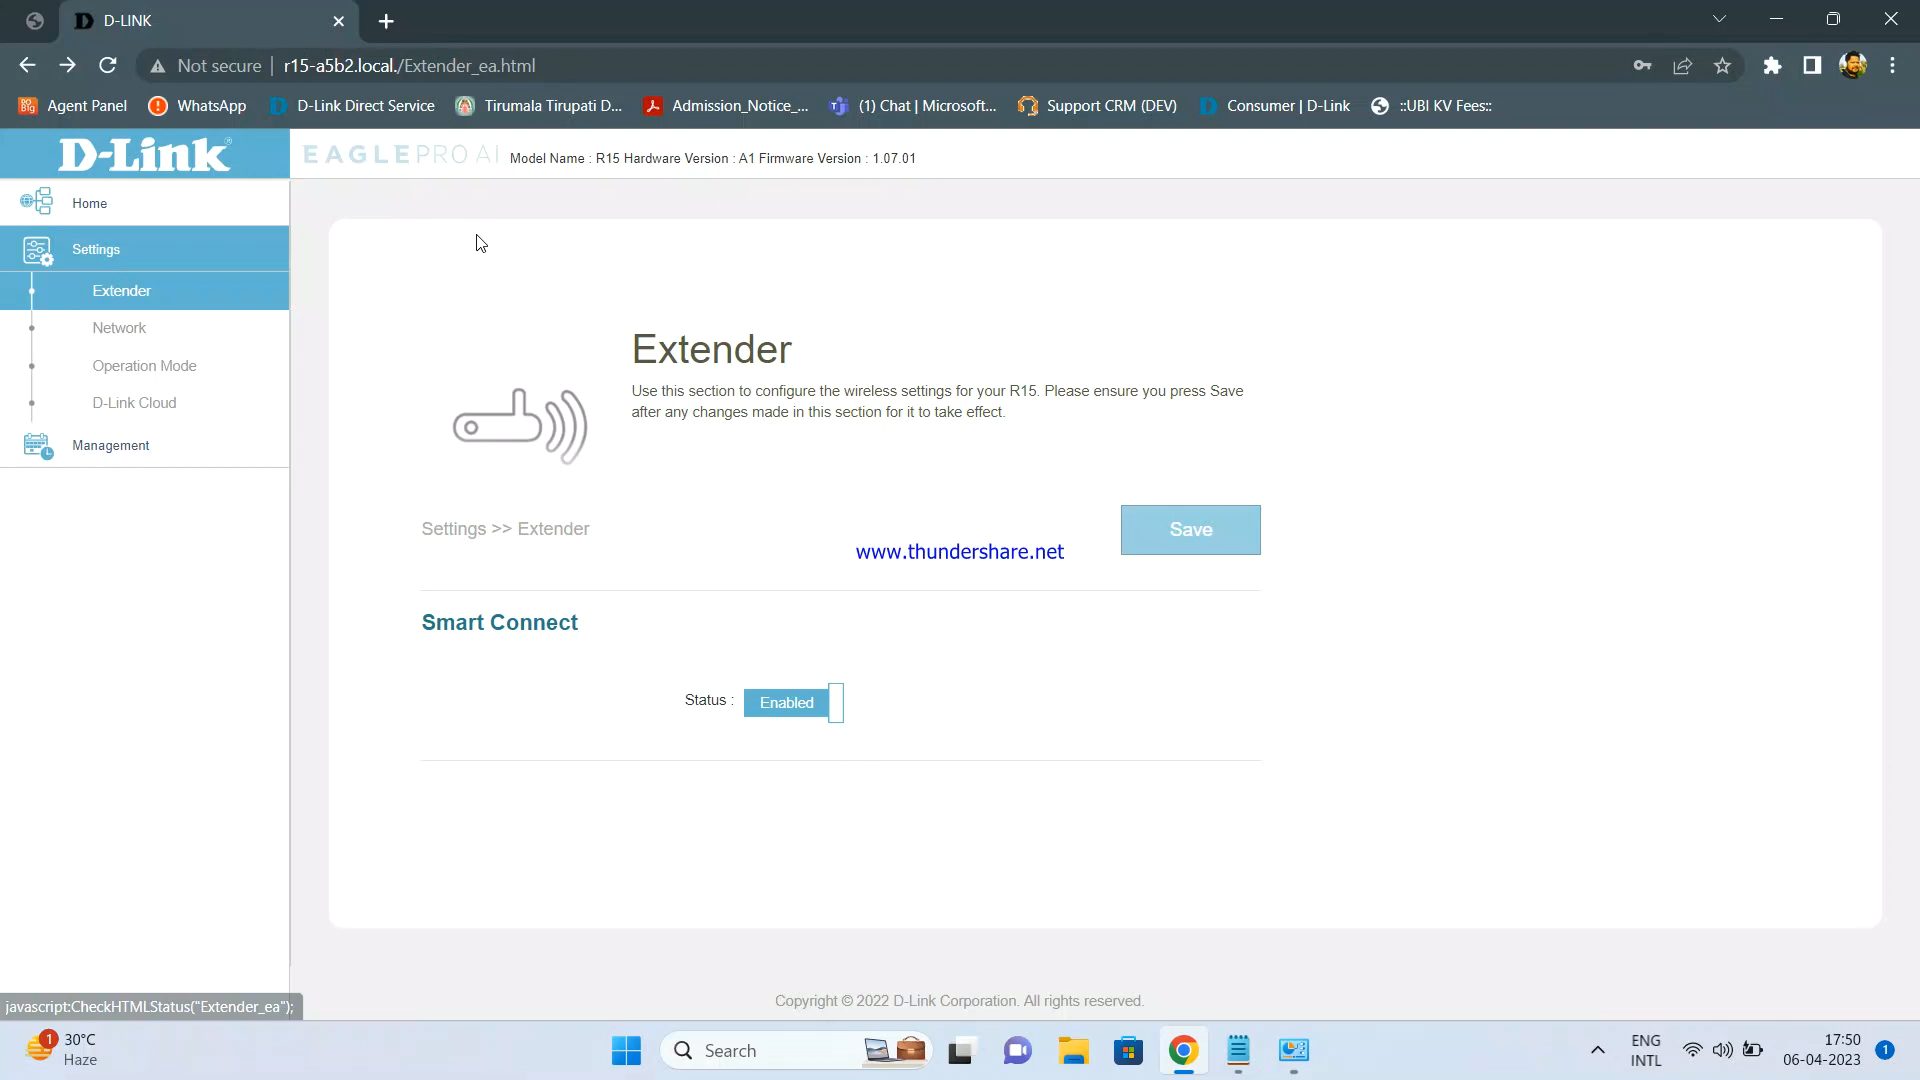 D-LINK
Not secure
r15-a5b2.local./Extender_ea.html
Agent Panel
WhatsApp
D-Link Direct Service
Tirumala Tirupati D...
Admission_Notice_...
(1) Chat | Microsoft...
Support CRM (DEV)
Consumer | D-Link
::UBI KV Fees::
D-Link®
EAGLE PRO AI
Model Name : R15 Hardware Version : A1 Firmware Version : 1.07.01
Home
Settings
Extender
Network
Operation Mode
D-Link Cloud
Management
Extender
Use this section to configure the wireless settings for your R15. Please ensure you press Save
after any changes made in this section for it to take effect.
Settings >> Extender
Save
www.thundershare.net
Smart Connect
Status :
Enabled
Copyright © 2022 D-Link Corporation. All rights reserved.
javascript:CheckHTMLStatus("Extender_ea");
1
30°C
Haze
Search
ENG
INTL
17:50
06-04-2023
1